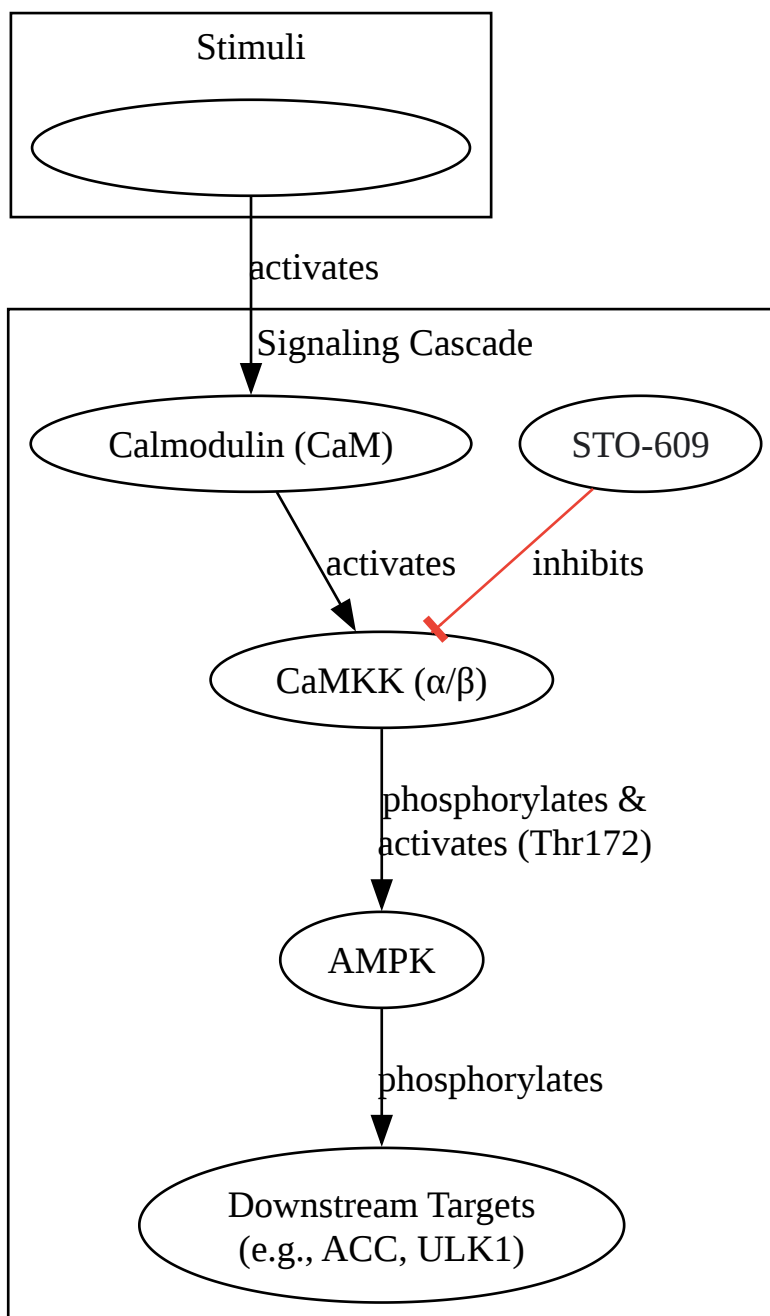 Stimuli
activates
Signaling Cascade
Calmodulin (CaM)
STO-609
activates
inhibits
CaMKK (α/β)
phosphorylates &
activates (Thr172)
AMPK
phosphorylates
Downstream Targets
(e.g., ACC, ULK1)